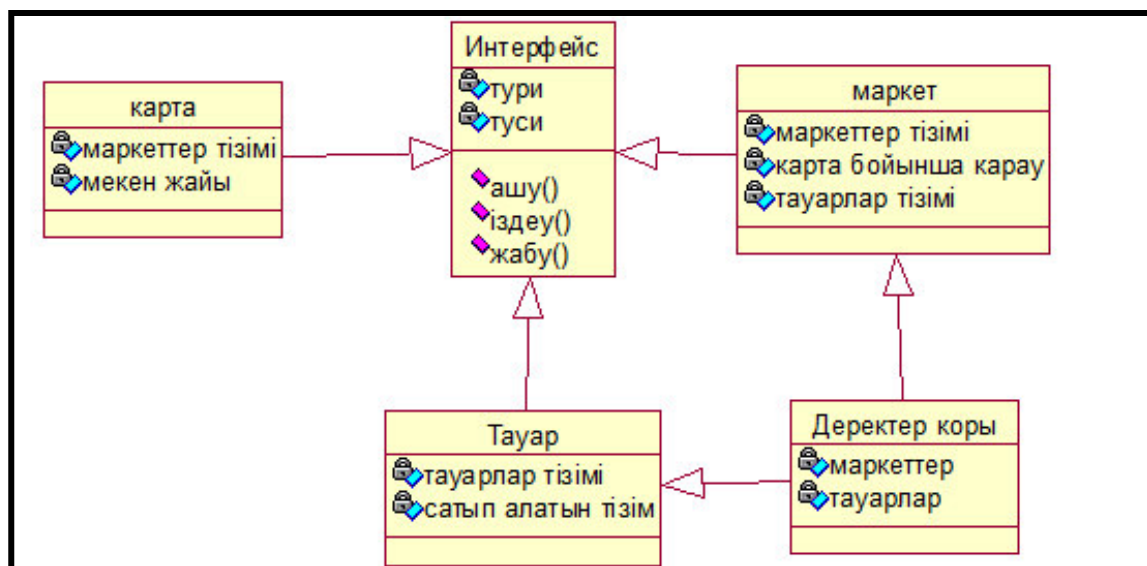 Интерфейс
тури
туси
ашу()
іздеу()
жабу()
карта
маркеттер тізімі
мекен жайы
маркет
маркеттер тізімі
карта бойынша карау
тауарлар тізімі
Тауар
тауарлар тізімі
сатып алатын тізім
Деректер коры
маркеттер
тауарлар